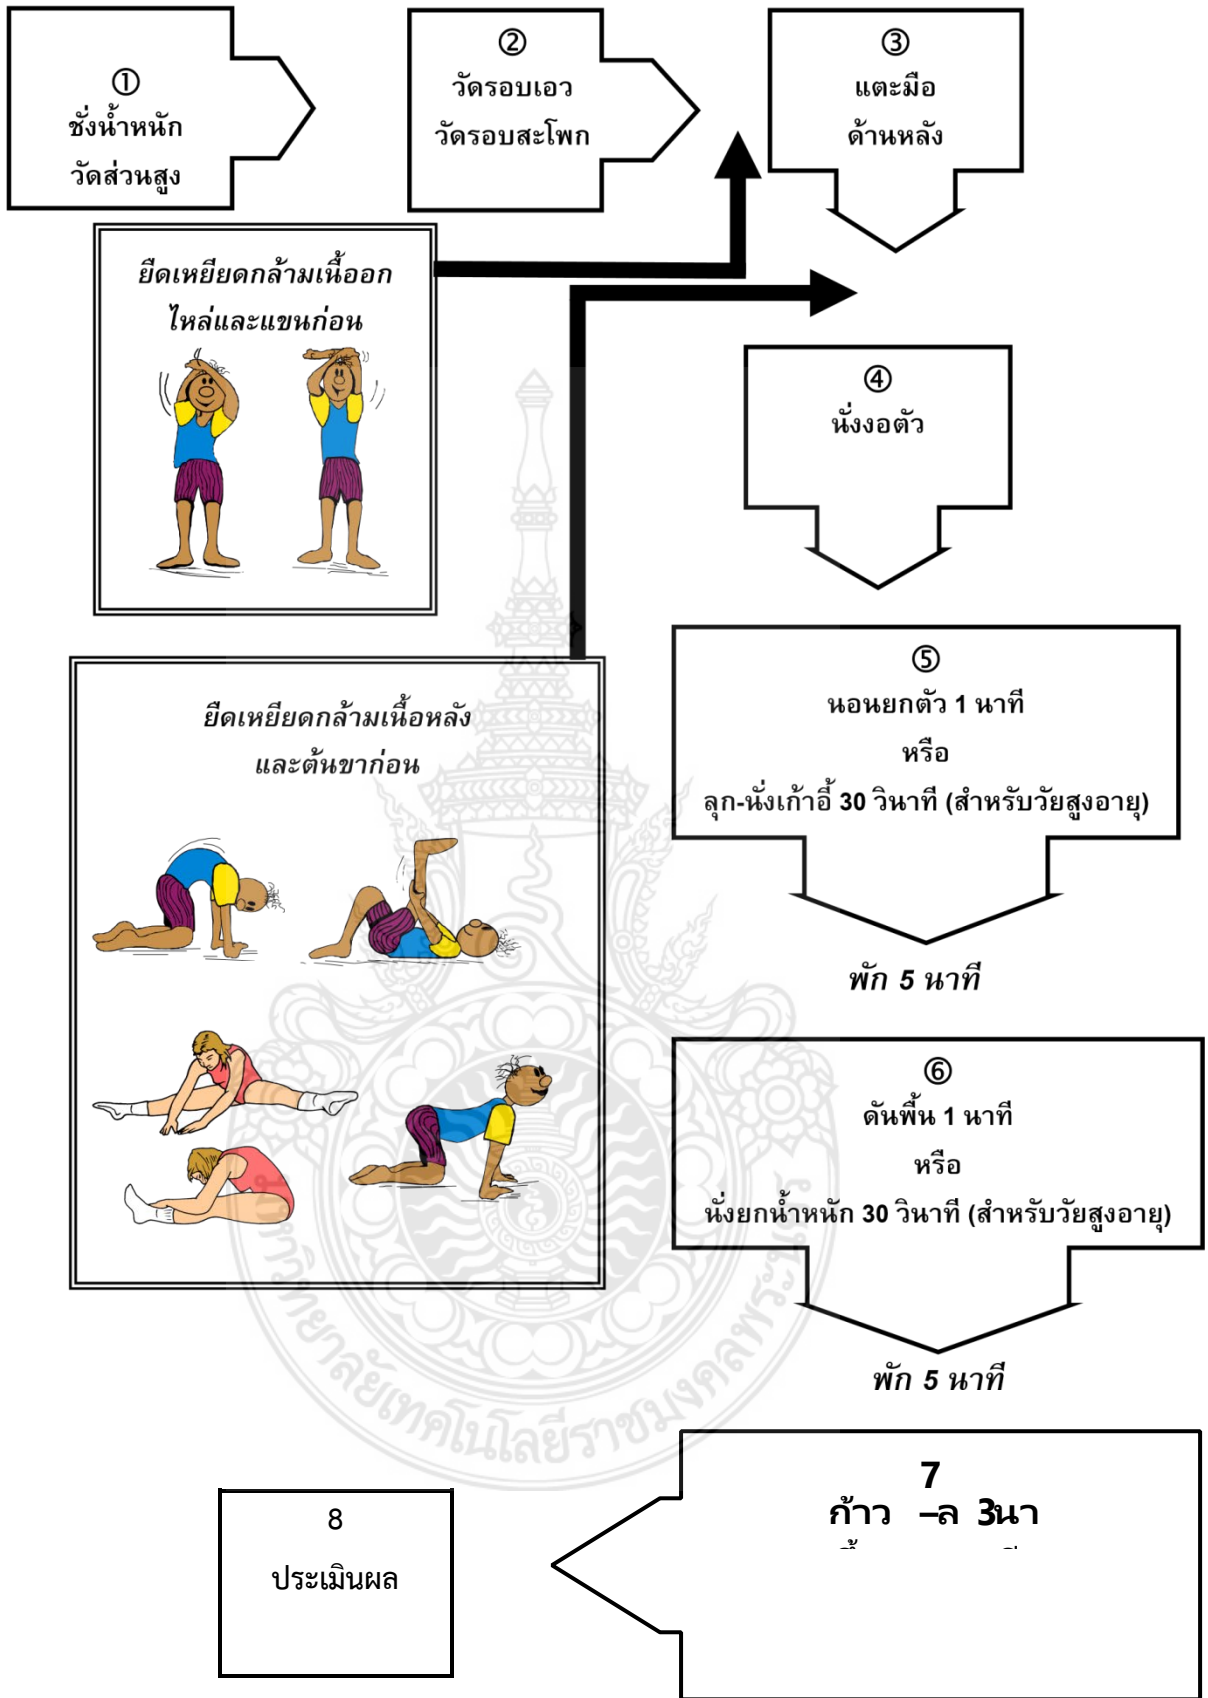 ①
ชั่งน้ำหนัก
วัดส่วนสูง
②
วัดรอบเอว
วัดรอบสะโพก
③
แตะมือ
ด้านหลัง
ยืดเหยียดกล้ามเนื้ออก
ไหล่และแขนก่อน
④
นั่งงอตัว
ยืดเหยียดกล้ามเนื้อหลัง
และต้นขาก่อน
⑤
นอนยกตัว 1 นาที
หรือ
ลุก-นั่งเก้าอี้ 30 วินาที (สำหรับวัยสูงอายุ)
พัก 5 นาที
⑥
ดันพื้น 1 นาที
หรือ
นั่งยกน้ำหนัก 30 วินาที (สำหรับวัยสูงอายุ)
พัก 5 นาที
7
ก้าว –ล 3นา
8
ประเมินผล